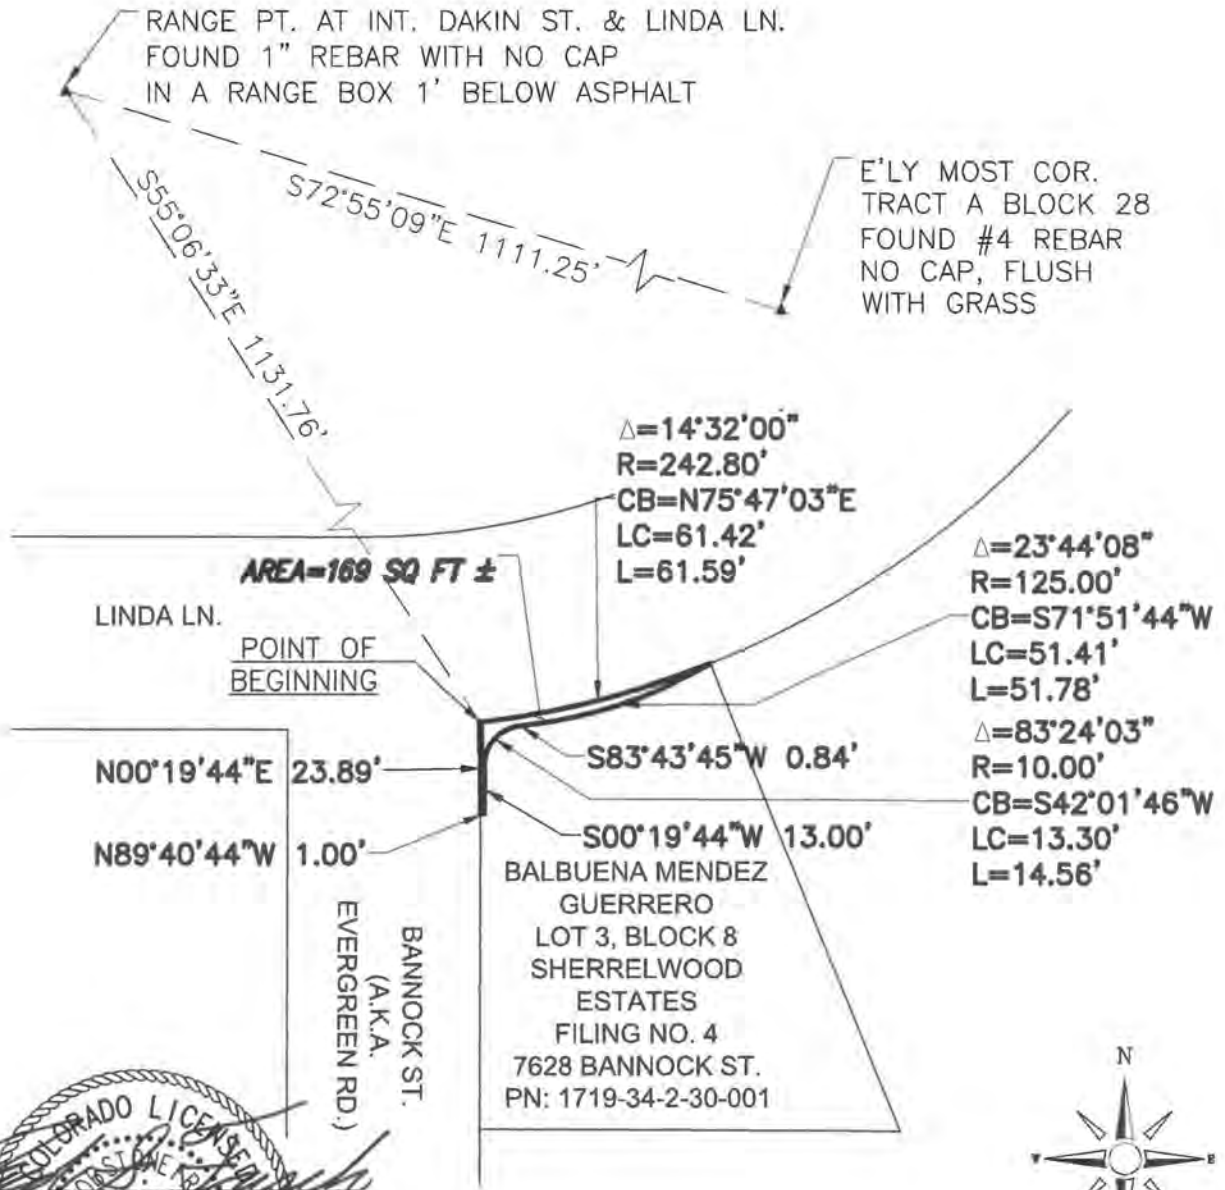 RANGE PT. AT INT. DAKIN ST. & LINDA LN.
FOUND 1" REBAR WITH NO CAP
IN A RANGE BOX 1' BELOW ASPHALT
S72°55'09"E 1111.25'
E'LY MOST COR.
TRACT A BLOCK 28
FOUND #4 REBAR
NO CAP, FLUSH
WITH GRASS
S55°06'33"E 1131.76'
Δ=14°32'00"
R=242.80'
CB=N75°47'03"E
LC=61.42'
L=61.59'
AREA=169 SQ FT ±
Δ=23°44'08"
R=125.00'
CB=S71°51'44"W
LC=51.41'
L=51.78'
LINDA LN.
POINT OF
BEGINNING
Δ=83°24'03"
R=10.00'
CB=S42°01'46"W
LC=13.30'
L=14.56'
N00°19'44"E 23.89'
S83°43'45"W 0.84'
N89°40'44"W 1.00'
S00°19'44"W 13.00'
BALBUENA MENDEZ
GUERRERO
LOT 3, BLOCK 8
SHERRELWOOD
ESTATES
FILING NO. 4
7628 BANNOCK ST.
PN: 1719-34-2-30-001
BANNOCK ST.
(A.K.A.
EVERGREEN RD.)
COLORADO LICENSED
N
E